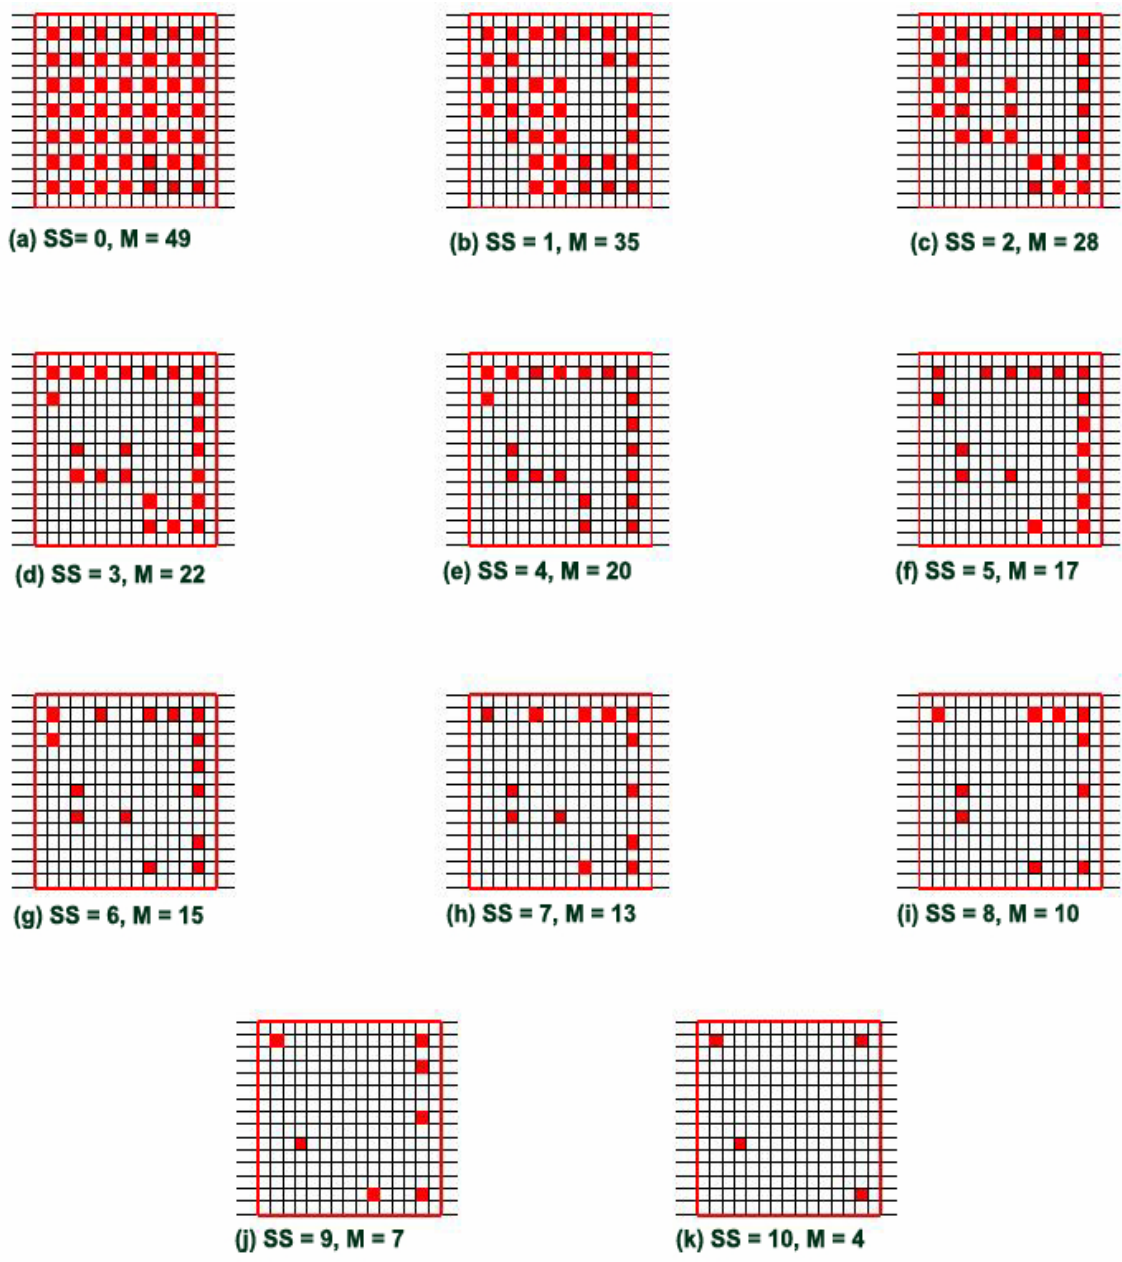 (a) SS= 0, M = 49
(b) SS = 1, M = 35
(c) SS = 2, M = 28
(d) SS = 3, M = 22
(e) SS = 4, M = 20
(f) SS = 5, M = 17
(g) SS = 6, M = 15
(h) SS = 7, M = 13
(i) SS = 8, M = 10
(j) SS = 9, M = 7
(k) SS = 10, M = 4